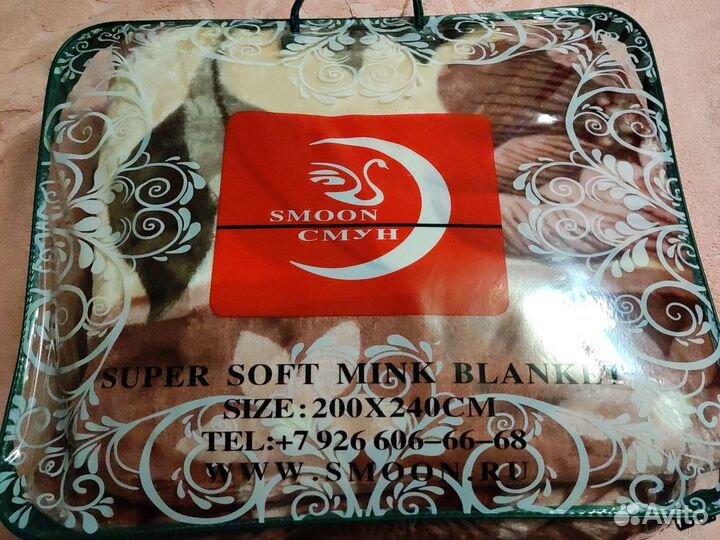 SMOON
СМУН
SUPER SOFT MINK BLANKET
SIZE:200X240CM
TEL:+7 926 606-66-68
WWW.SMOON.RU
Avito